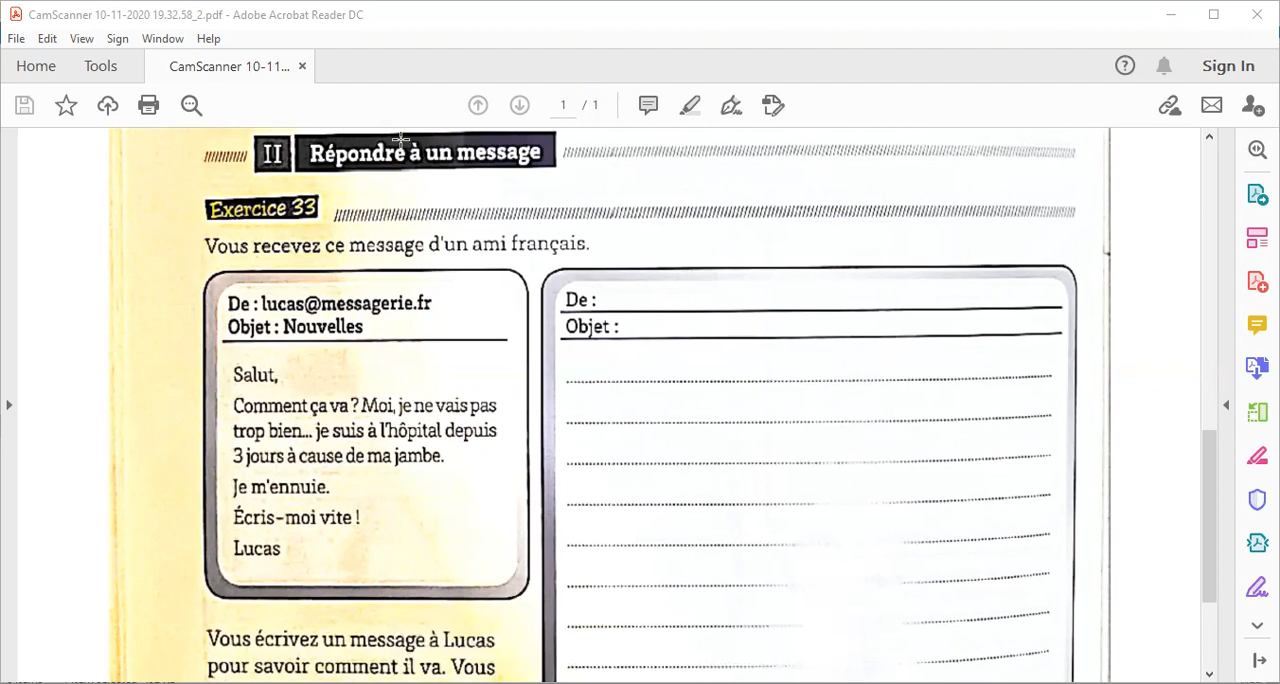 CamScanner 10-11-2020 19.32.58_2.pdf - Adobe Acrobat Reader DC
File Edit View Sign Window Help
Home Tools CamScanner 10-11... × Sign In
1 / 1
II Répondre à un message
Exercice 33
Vous recevez ce message d'un ami français.
De : lucas@messagerie.fr
Objet : Nouvelles
Salut,
Comment ça va ? Moi, je ne vais pas
trop bien... je suis à l'hôpital depuis
3 jours à cause de ma jambe.
Je m'ennuie.
Écris-moi vite !
Lucas
Vous écrivez un message à Lucas
pour savoir comment il va. Vous
De :
Objet :